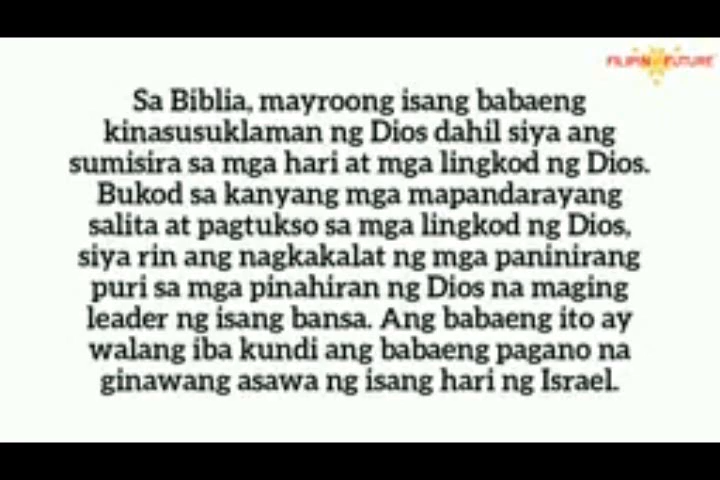 FILIPINO FUTURE
Sa Biblia, mayroong isang babaeng
kinasusuklaman ng Dios dahil siya ang
sumisira sa mga hari at mga lingkod ng Dios.
Bukod sa kanyang mga mapandarayang
salita at pagtukso sa mga lingkod ng Dios,
siya rin ang nagkakalat ng mga paninirang
puri sa mga pinahiran ng Dios na maging
leader ng isang bansa. Ang babaeng ito ay
walang iba kundi ang babaeng pagano na
ginawang asawa ng isang hari ng Israel.